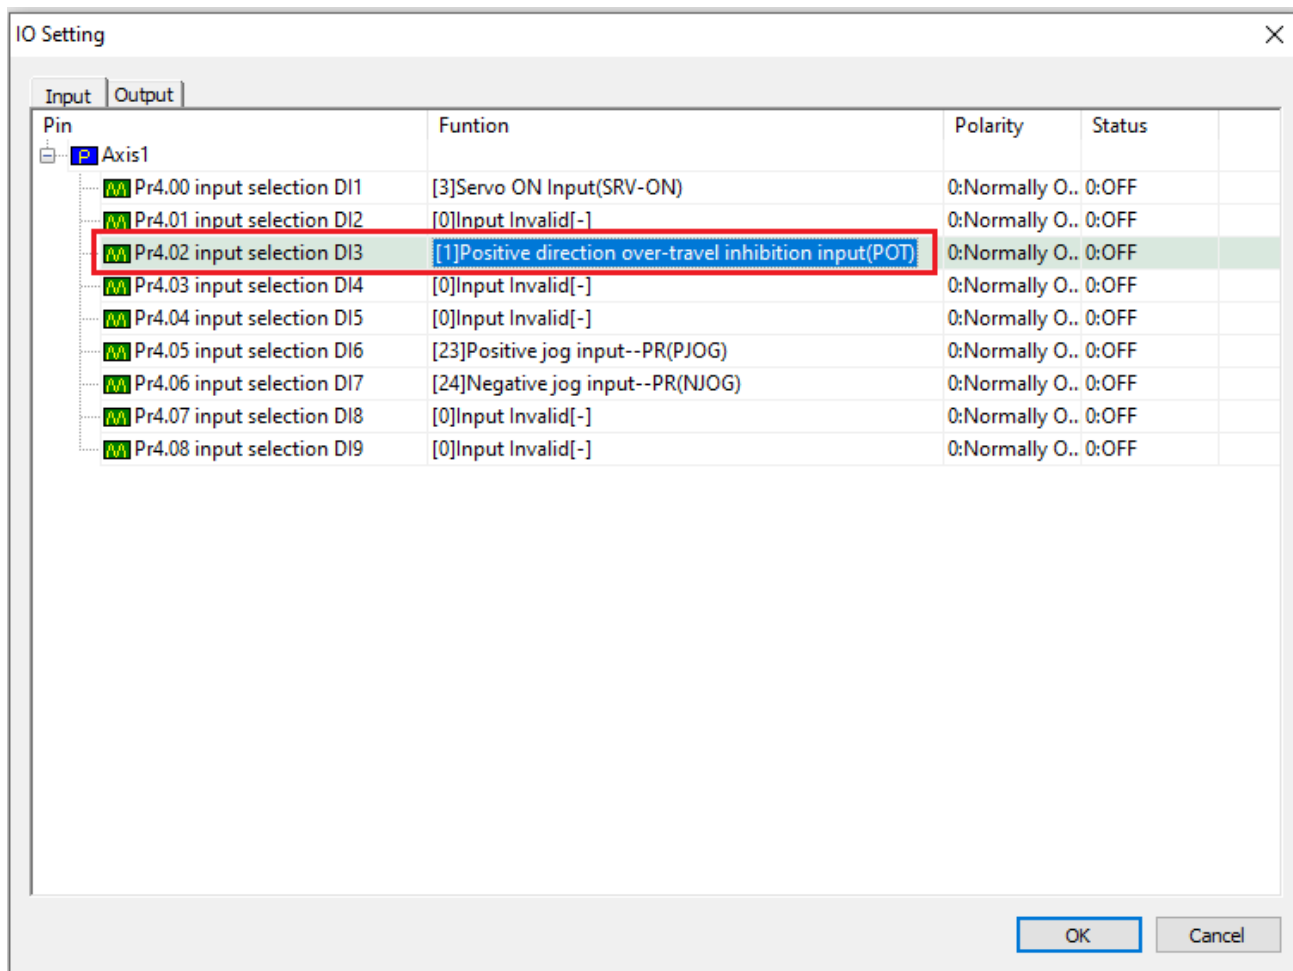 IO Setting
Input Output
Pin Funtion Polarity Status
P Axis1
Pr4.00 input selection DI1 [3]Servo ON Input(SRV-ON) 0:Normally O.. 0:OFF
Pr4.01 input selection DI2 [0]Input Invalid[-] 0:Normally O.. 0:OFF
Pr4.02 input selection DI3 [1]Positive direction over-travel inhibition input(POT) 0:Normally O.. 0:OFF
Pr4.03 input selection DI4 [0]Input Invalid[-] 0:Normally O.. 0:OFF
Pr4.04 input selection DI5 [0]Input Invalid[-] 0:Normally O.. 0:OFF
Pr4.05 input selection DI6 [23]Positive jog input--PR(PJOG) 0:Normally O.. 0:OFF
Pr4.06 input selection DI7 [24]Negative jog input--PR(NJOG) 0:Normally O.. 0:OFF
Pr4.07 input selection DI8 [0]Input Invalid[-] 0:Normally O.. 0:OFF
Pr4.08 input selection DI9 [0]Input Invalid[-] 0:Normally O.. 0:OFF
OK Cancel